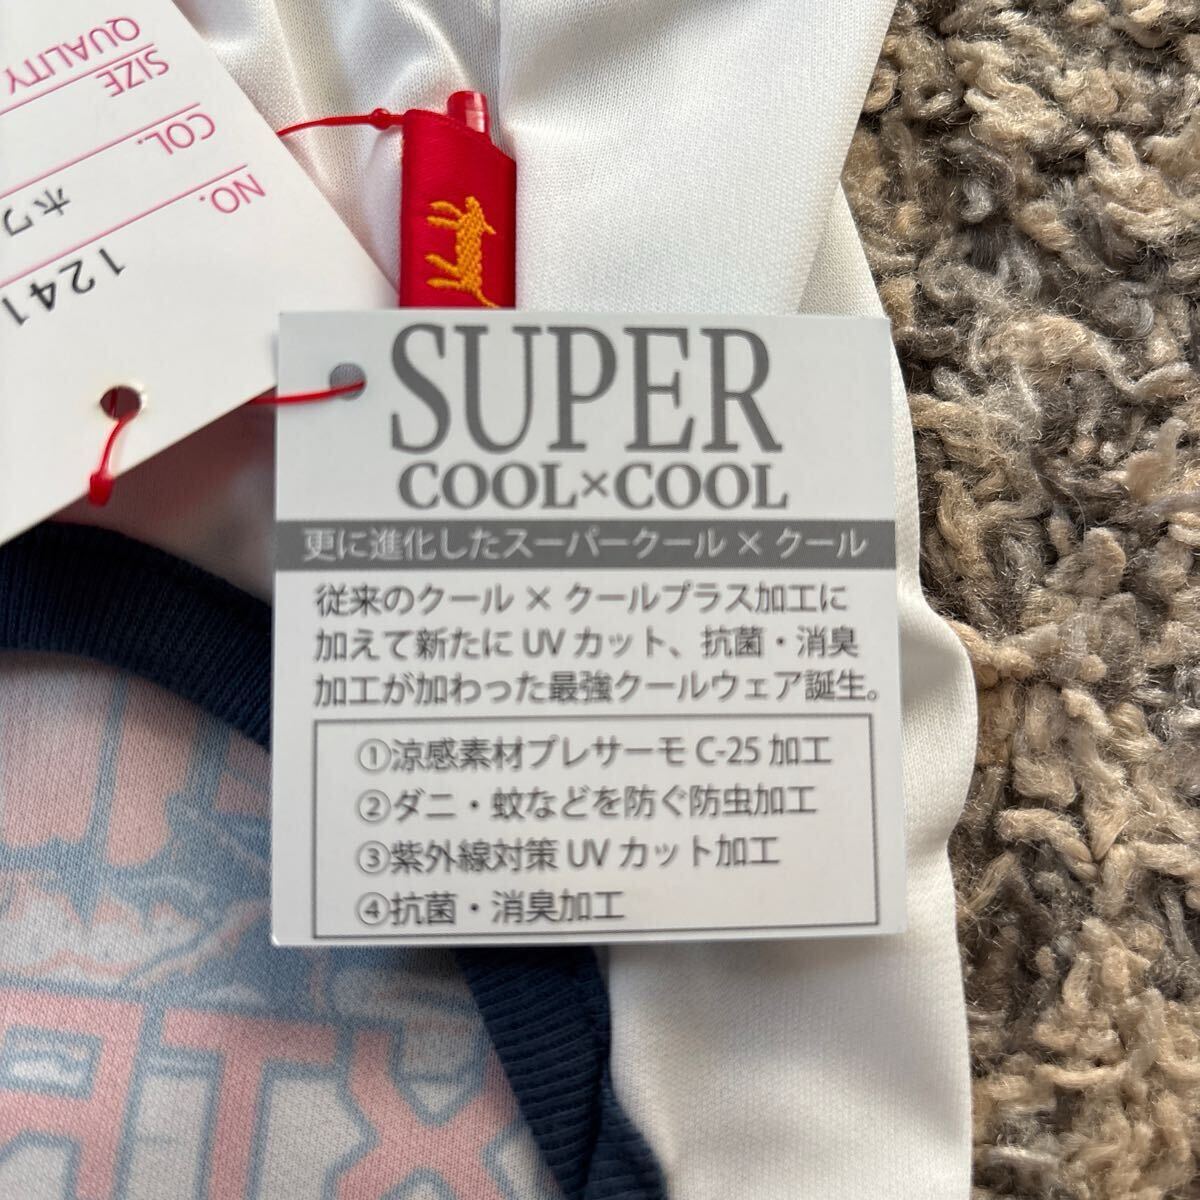 QUALITY
SIZE
COL. ホワ
NO. 1241
SUPER
COOL×COOL
更に進化したスーパークール × クール
従来のクール × クールプラス加工に
加えて新たに UV カット、抗菌・消臭
加工が加わった最強クールウェア誕生。
①涼感素材プレサーモ C-25 加工
②ダニ・蚊などを防ぐ防虫加工
③紫外線対策 UV カット加工
④抗菌・消臭加工